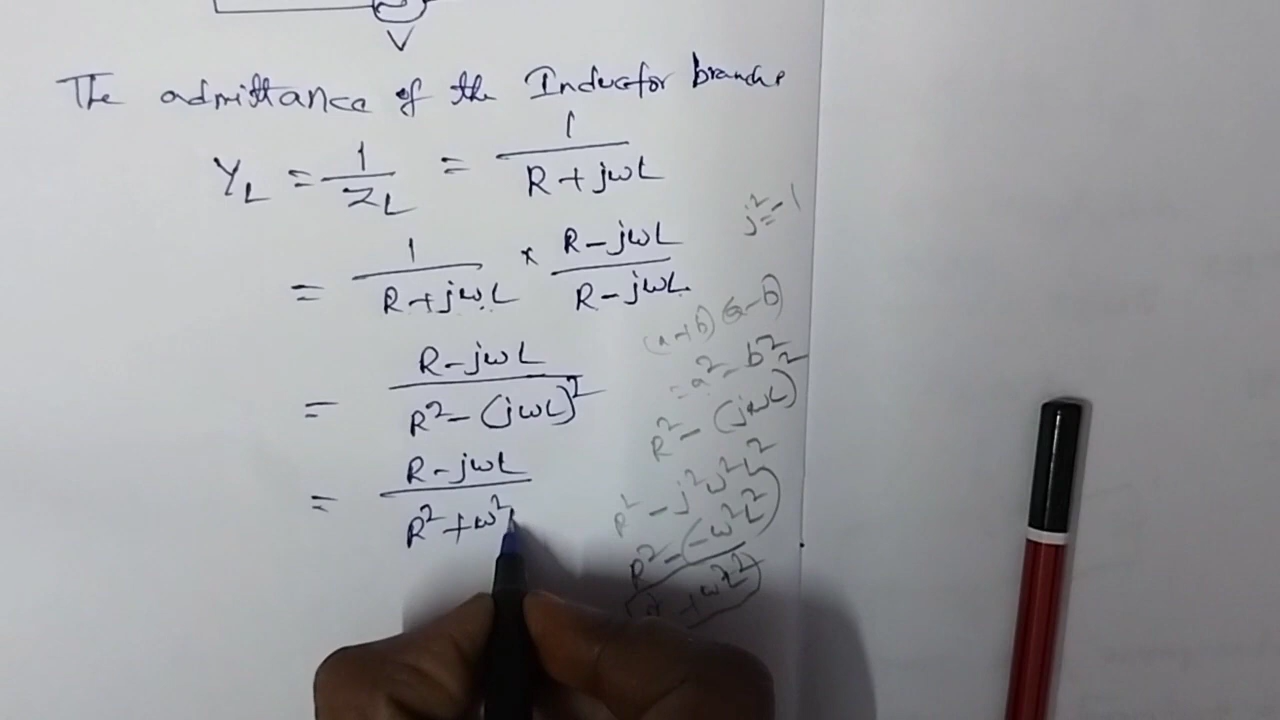 V
The admittance of the Inductor branch
Y_L = 1/Z_L = 1/(R + jωL)
= 1/(R + jωL) × (R - jωL)/(R - jωL)
= (R - jωL)/(R² - (jωL)²)
= (R - jωL)/(R² + ω²
j² = -1
(a+b) (a-b)
= a² - b²
R² - (jωL)²
R² - j²ω²L²
R² - (-ω²L²)
+ ω²L²